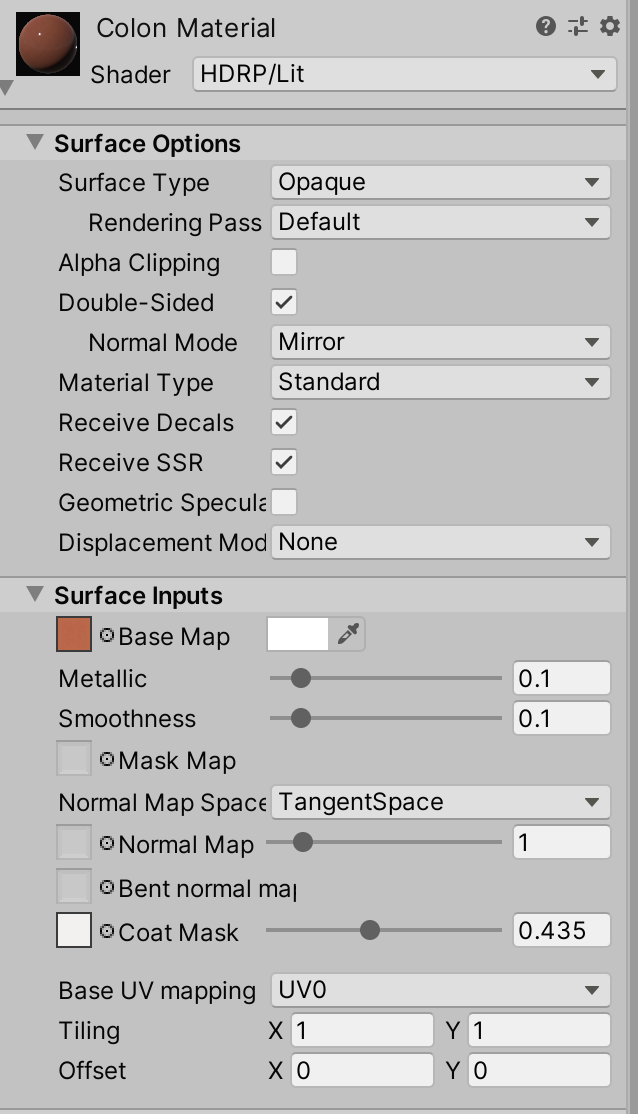 Colon Material
Shader HDRP/Lit
Surface Options
Surface Type Opaque
Rendering Pass Default
Alpha Clipping
Double-Sided
Normal Mode Mirror
Material Type Standard
Receive Decals
Receive SSR
Geometric Specula
Displacement Mod None
Surface Inputs
Base Map
Metallic 0.1
Smoothness 0.1
Mask Map
Normal Map Space TangentSpace
Normal Map 1
Bent normal map
Coat Mask 0.435
Base UV mapping UV0
Tiling X 1 Y 1
Offset X 0 Y 0